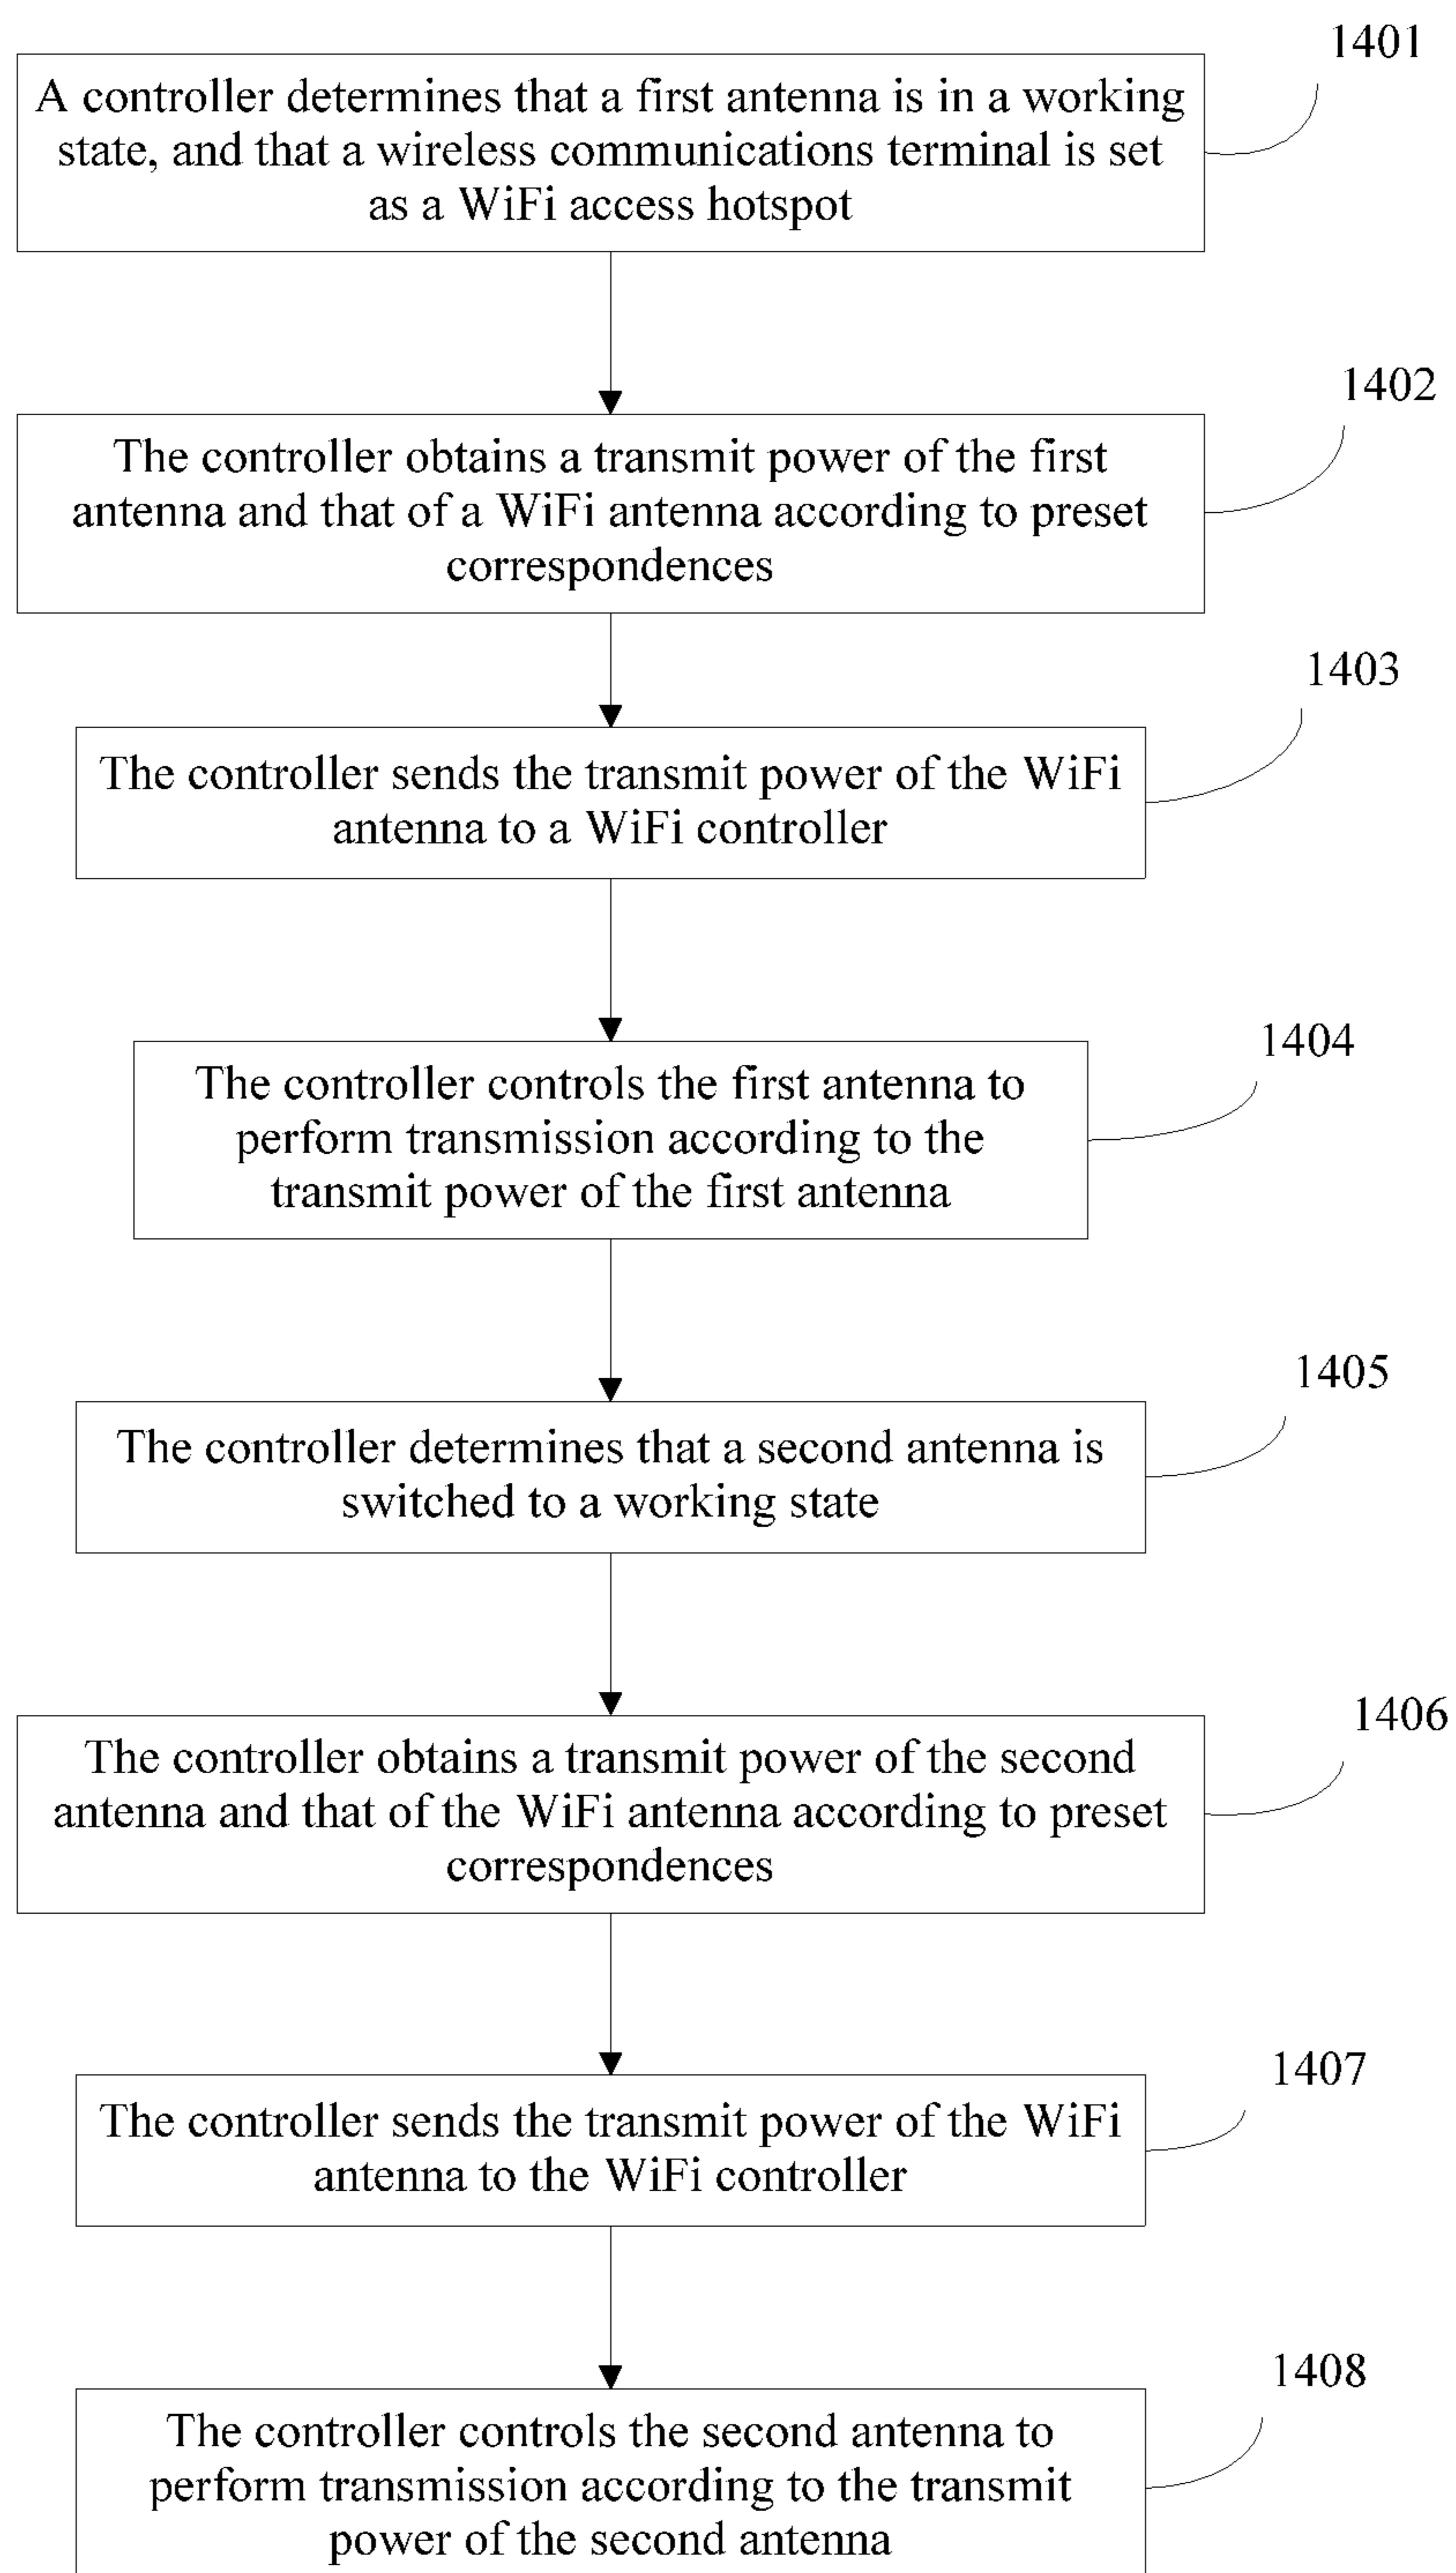 1401
A controller determines that a first antenna is in a working
state, and that a wireless communications terminal is set
as a WiFi access hotspot
1402
The controller obtains a transmit power of the first
antenna and that of a WiFi antenna according to preset
correspondences
1403
The controller sends the transmit power of the WiFi
antenna to a WiFi controller
1404
The controller controls the first antenna to
perform transmission according to the
transmit power of the first antenna
1405
The controller determines that a second antenna is
switched to a working state
1406
The controller obtains a transmit power of the second
antenna and that of the WiFi antenna according to preset
correspondences
1407
The controller sends the transmit power of the WiFi
antenna to the WiFi controller
1408
The controller controls the second antenna to
perform transmission according to the transmit
power of the second antenna